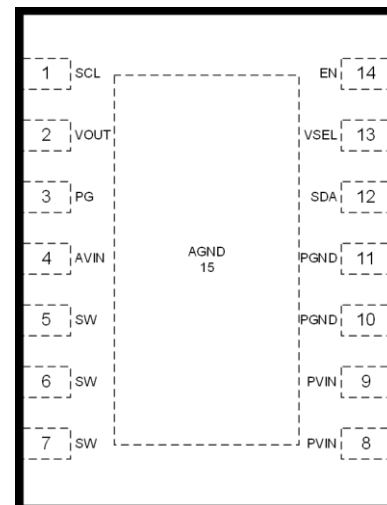 1 SCL EN 14
2 VOUT VSEL 13
3 PG SDA 12
4 AVIN AGND PGND 11
15
5 SW PGND 10
6 SW PVIN 9
7 SW PVIN 8